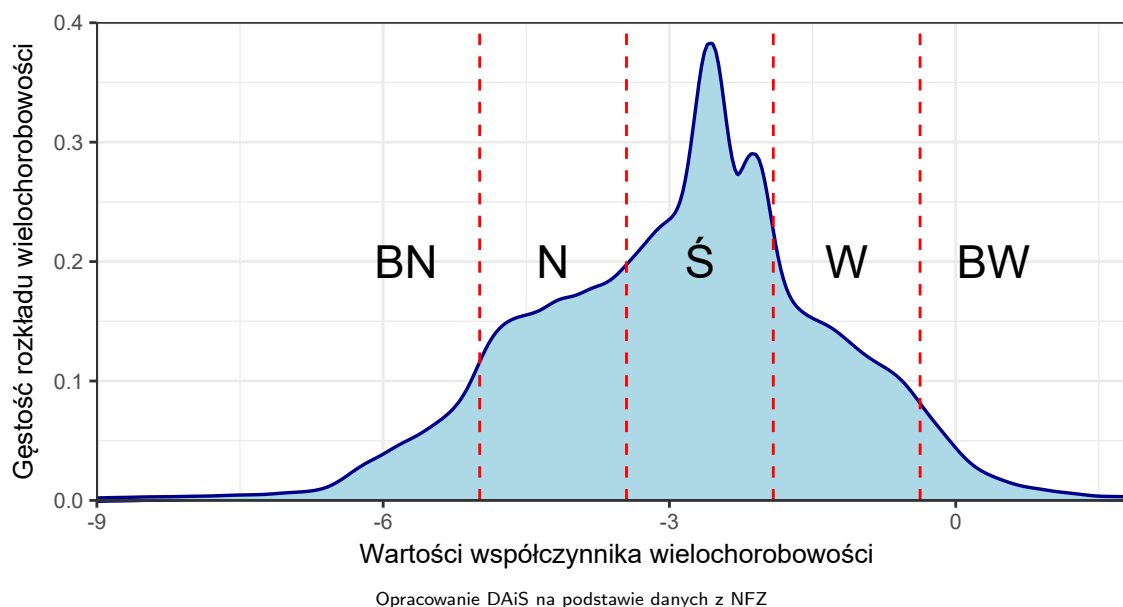 0.4
0.3
0.2
0.1
0.0
Gęstość rozkładu wielochorobowości
BN N Ś W BW
-9 -6 -3 0
Wartości współczynnika wielochorobowości
Opracowanie DAiS na podstawie danych z NFZ